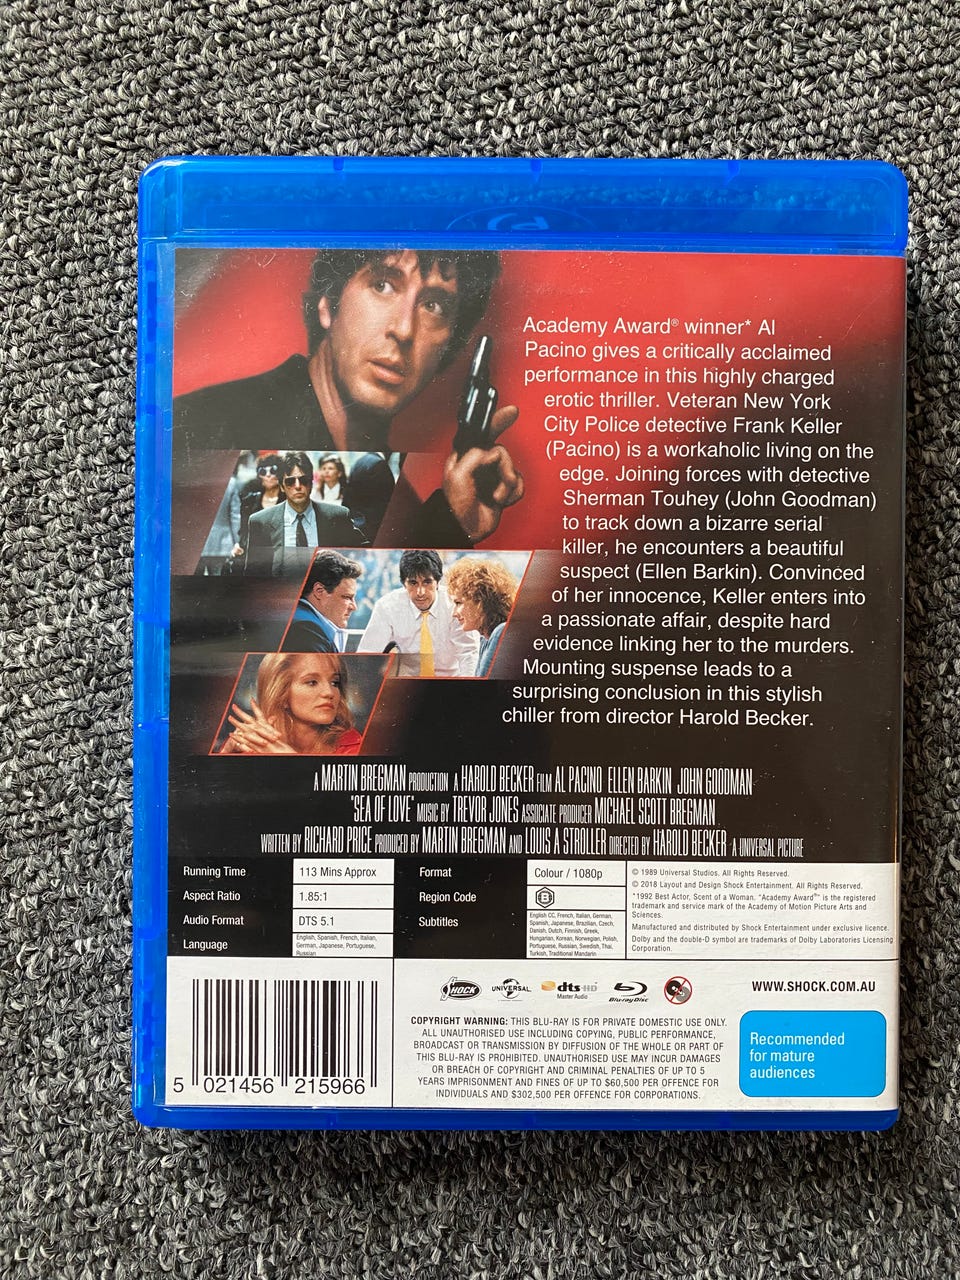 Academy Award® winner* Al
Pacino gives a critically acclaimed
performance in this highly charged
erotic thriller. Veteran New York
City Police detective Frank Keller
(Pacino) is a workaholic living on the
edge. Joining forces with detective
Sherman Touhey (John Goodman)
to track down a bizarre serial
killer, he encounters a beautiful
suspect (Ellen Barkin). Convinced
of her innocence, Keller enters into
a passionate affair, despite hard
evidence linking her to the murders.
Mounting suspense leads to a
surprising conclusion in this stylish
chiller from director Harold Becker.
A MARTIN BREGMAN PRODUCTION A HAROLD BECKER FILM AL PACINO ELLEN BARKIN JOHN GOODMAN
"SEA OF LOVE" MUSIC BY TREVOR JONES ASSOCIATE PRODUCER MICHAEL SCOTT BREGMAN
WRITTEN BY RICHARD PRICE PRODUCED BY MARTIN BREGMAN AND LOUIS A STROLLER DIRECTED BY HAROLD BECKER A UNIVERSAL PICTURE
Running Time 113 Mins Approx
Aspect Ratio 1.85:1
Audio Format DTS 5.1
Language English, Spanish, French, Italian,
German, Japanese, Portuguese,
Russian
Format Colour / 1080p
Region Code B
Subtitles English CC, French, Italian, German,
Spanish, Japanese, Brazilian, Czech,
Danish, Dutch, Finnish, Greek,
Hungarian, Korean, Norwegian, Polish,
Portuguese, Russian, Swedish, Thai,
Turkish, Traditional Mandarin
© 1989 Universal Studios. All Rights Reserved.
© 2018 Layout and Design Shock Entertainment. All Rights Reserved.
*1992 Best Actor, Scent of a Woman. "Academy Award®" is the registered
trademark and service mark of the Academy of Motion Picture Arts and
Sciences.
Manufactured and distributed by Shock Entertainment under exclusive licence.
Dolby and the double-D symbol are trademarks of Dolby Laboratories Licensing
Corporation.
SHOCK UNIVERSAL dts-HD Master Audio Blu-ray Disc
WWW.SHOCK.COM.AU
COPYRIGHT WARNING: THIS BLU-RAY IS FOR PRIVATE DOMESTIC USE ONLY.
ALL UNAUTHORISED USE INCLUDING COPYING, PUBLIC PERFORMANCE,
BROADCAST OR TRANSMISSION BY DIFFUSION OF THE WHOLE OR PART OF
THIS BLU-RAY IS PROHIBITED. UNAUTHORISED USE MAY INCUR DAMAGES
OR BREACH OF COPYRIGHT AND CRIMINAL PENALTIES OF UP TO 5
YEARS IMPRISONMENT AND FINES OF UP TO $60,500 PER OFFENCE FOR
INDIVIDUALS AND $302,500 PER OFFENCE FOR CORPORATIONS.
Recommended
for mature
audiences
5 021456 215966